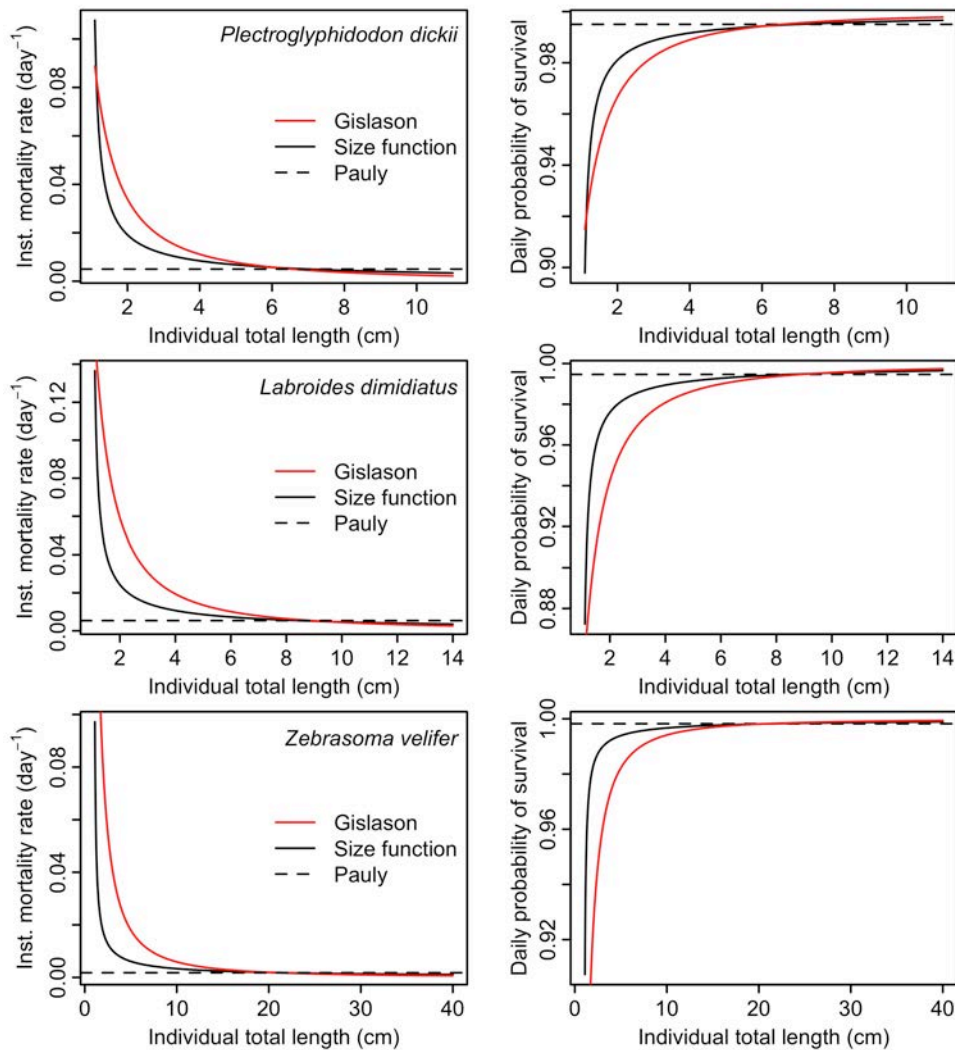 Plectroglyphidodon dickii
Gislason
Size function
Pauly
Inst. mortality rate (day⁻¹)
0.00 0.04 0.08
2 4 6 8 10
Individual total length (cm)
Daily probability of survival
0.90 0.94 0.98
2 4 6 8 10
Individual total length (cm)
Labroides dimidiatus
Gislason
Size function
Pauly
Inst. mortality rate (day⁻¹)
0.00 0.04 0.08 0.12
2 4 6 8 10 12 14
Individual total length (cm)
Daily probability of survival
0.88 0.92 0.96 1.00
2 4 6 8 10 12 14
Individual total length (cm)
Zebrasoma velifer
Gislason
Size function
Pauly
Inst. mortality rate (day⁻¹)
0.00 0.04 0.08
0 10 20 30 40
Individual total length (cm)
Daily probability of survival
0.92 0.96 1.00
0 10 20 30 40
Individual total length (cm)